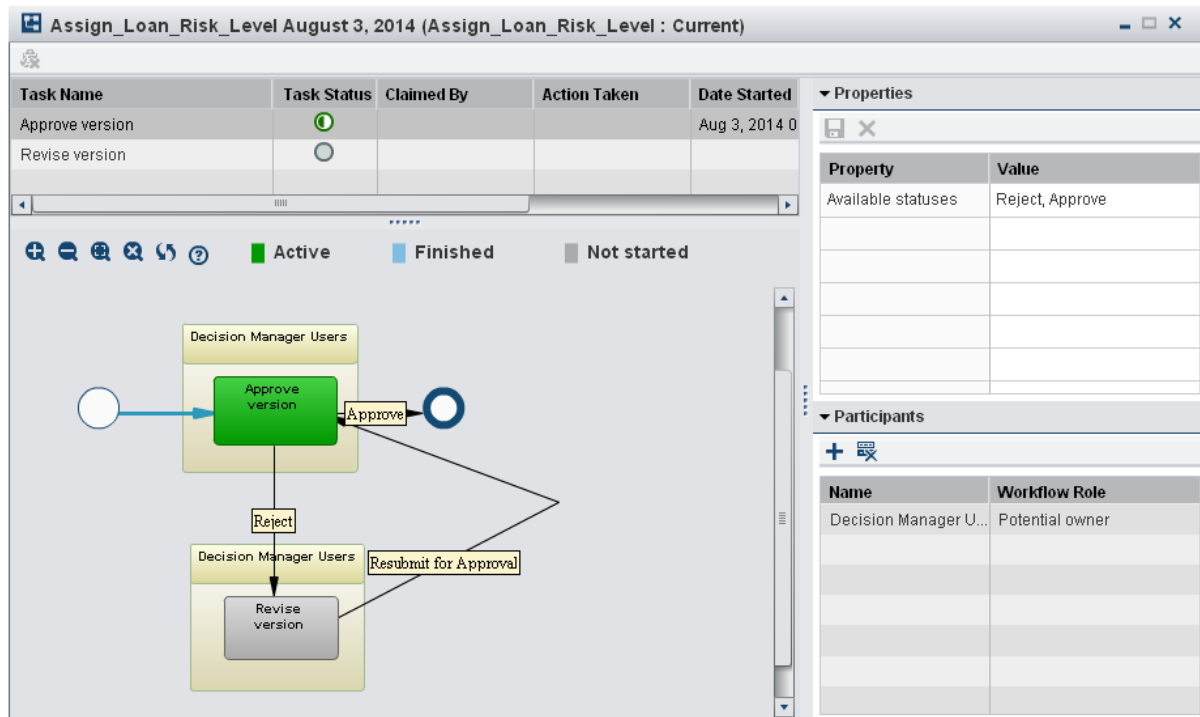 Assign_Loan_Risk_Level August 3, 2014 (Assign_Loan_Risk_Level : Current)
Task Name Task Status Claimed By Action Taken Date Started
Approve version Aug 3, 2014 0
Revise version
Active Finished Not started
Decision Manager Users
Approve
version
Approve
Reject
Decision Manager Users
Resubmit for Approval
Revise
version
Properties
Property Value
Available statuses Reject, Approve
Participants
Name Workflow Role
Decision Manager U... Potential owner